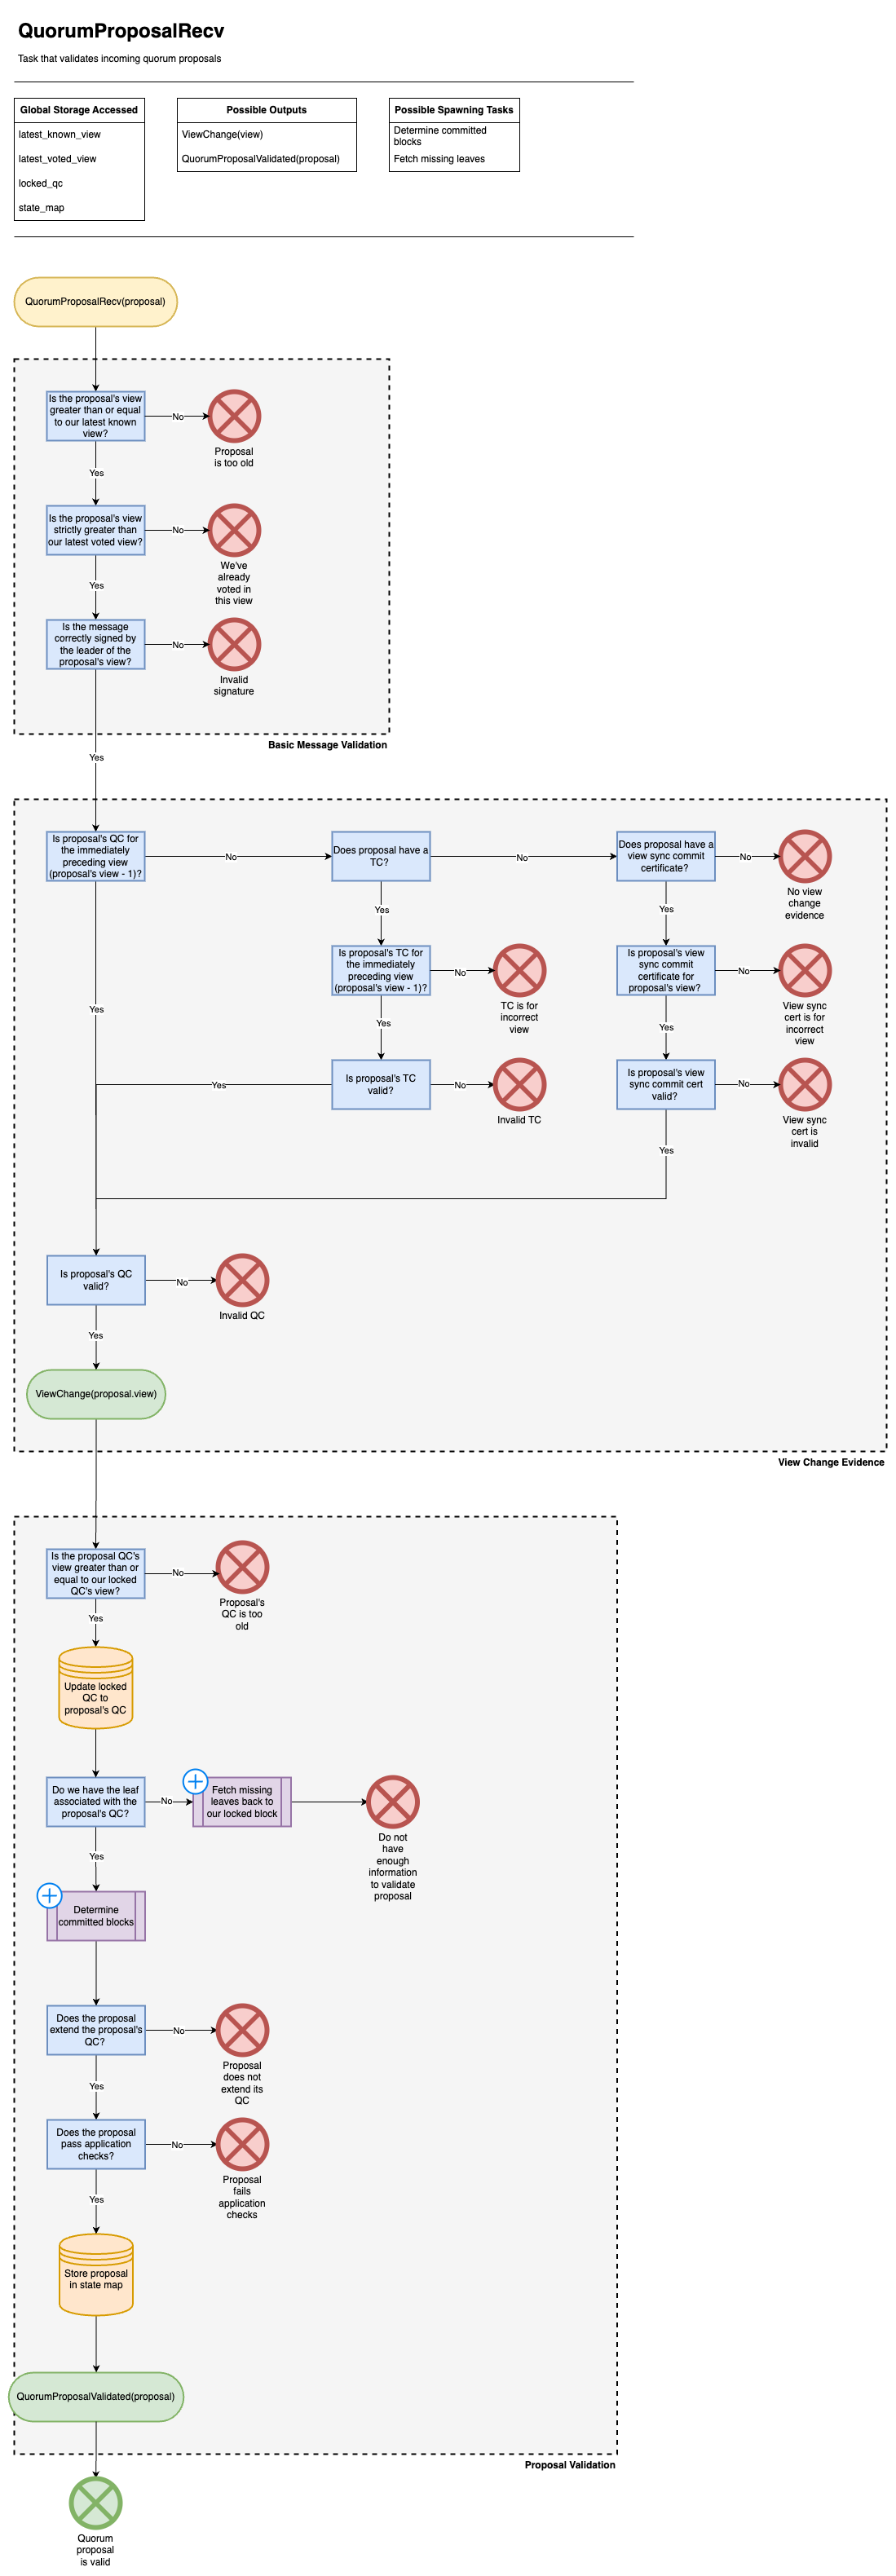 QuorumProposalRecv
Task that validates incoming quorum proposals
Global Storage Accessed
latest_known_view
latest_voted_view
locked_qc
state_map
Possible Outputs
ViewChange(view)
QuorumProposalValidated(proposal)
Possible Spawning Tasks
Determine committed
blocks
Fetch missing leaves
QuorumProposalRecv(proposal)
Is the proposal's view
greater than or equal
to our latest known
view?
No
Proposal
is too old
Yes
Is the proposal's view
strictly greater than
our latest voted view?
No
We've
already
voted in
this view
Yes
Is the message
correctly signed by
the leader of the
proposal's view?
No
Invalid
signature
Basic Message Validation
Yes
Is proposal's QC for
the immediately
preceding view
(proposal's view - 1)?
No
Does proposal have a
TC?
No
Does proposal have a
view sync commit
certificate?
No
No view
change
evidence
Yes
Yes
Is proposal's TC for
the immediately
preceding view
(proposal's view - 1)?
No
TC is for
incorrect
view
Is proposal's view
sync commit
certificate for
proposal's view?
No
View sync
cert is for
incorrect
view
Yes
Yes
Yes
Is proposal's TC
valid?
Yes
No
Invalid TC
Is proposal's view
sync commit cert
valid?
No
View sync
cert is
invalid
Yes
Is proposal's QC
valid?
No
Invalid QC
Yes
ViewChange(proposal.view)
View Change Evidence
Is the proposal QC's
view greater than or
equal to our locked
QC's view?
No
Proposal's
QC is too
old
Yes
Update locked
QC to
proposal's QC
Do we have the leaf
associated with the
proposal's QC?
No
Fetch missing
leaves back to
our locked block
Do not
have
enough
information
to validate
proposal
Yes
Determine
committed blocks
Does the proposal
extend the proposal's
QC?
No
Proposal
does not
extend its
QC
Yes
Does the proposal
pass application
checks?
No
Proposal
fails
application
checks
Yes
Store proposal
in state map
QuorumProposalValidated(proposal)
Proposal Validation
Quorum
proposal
is valid